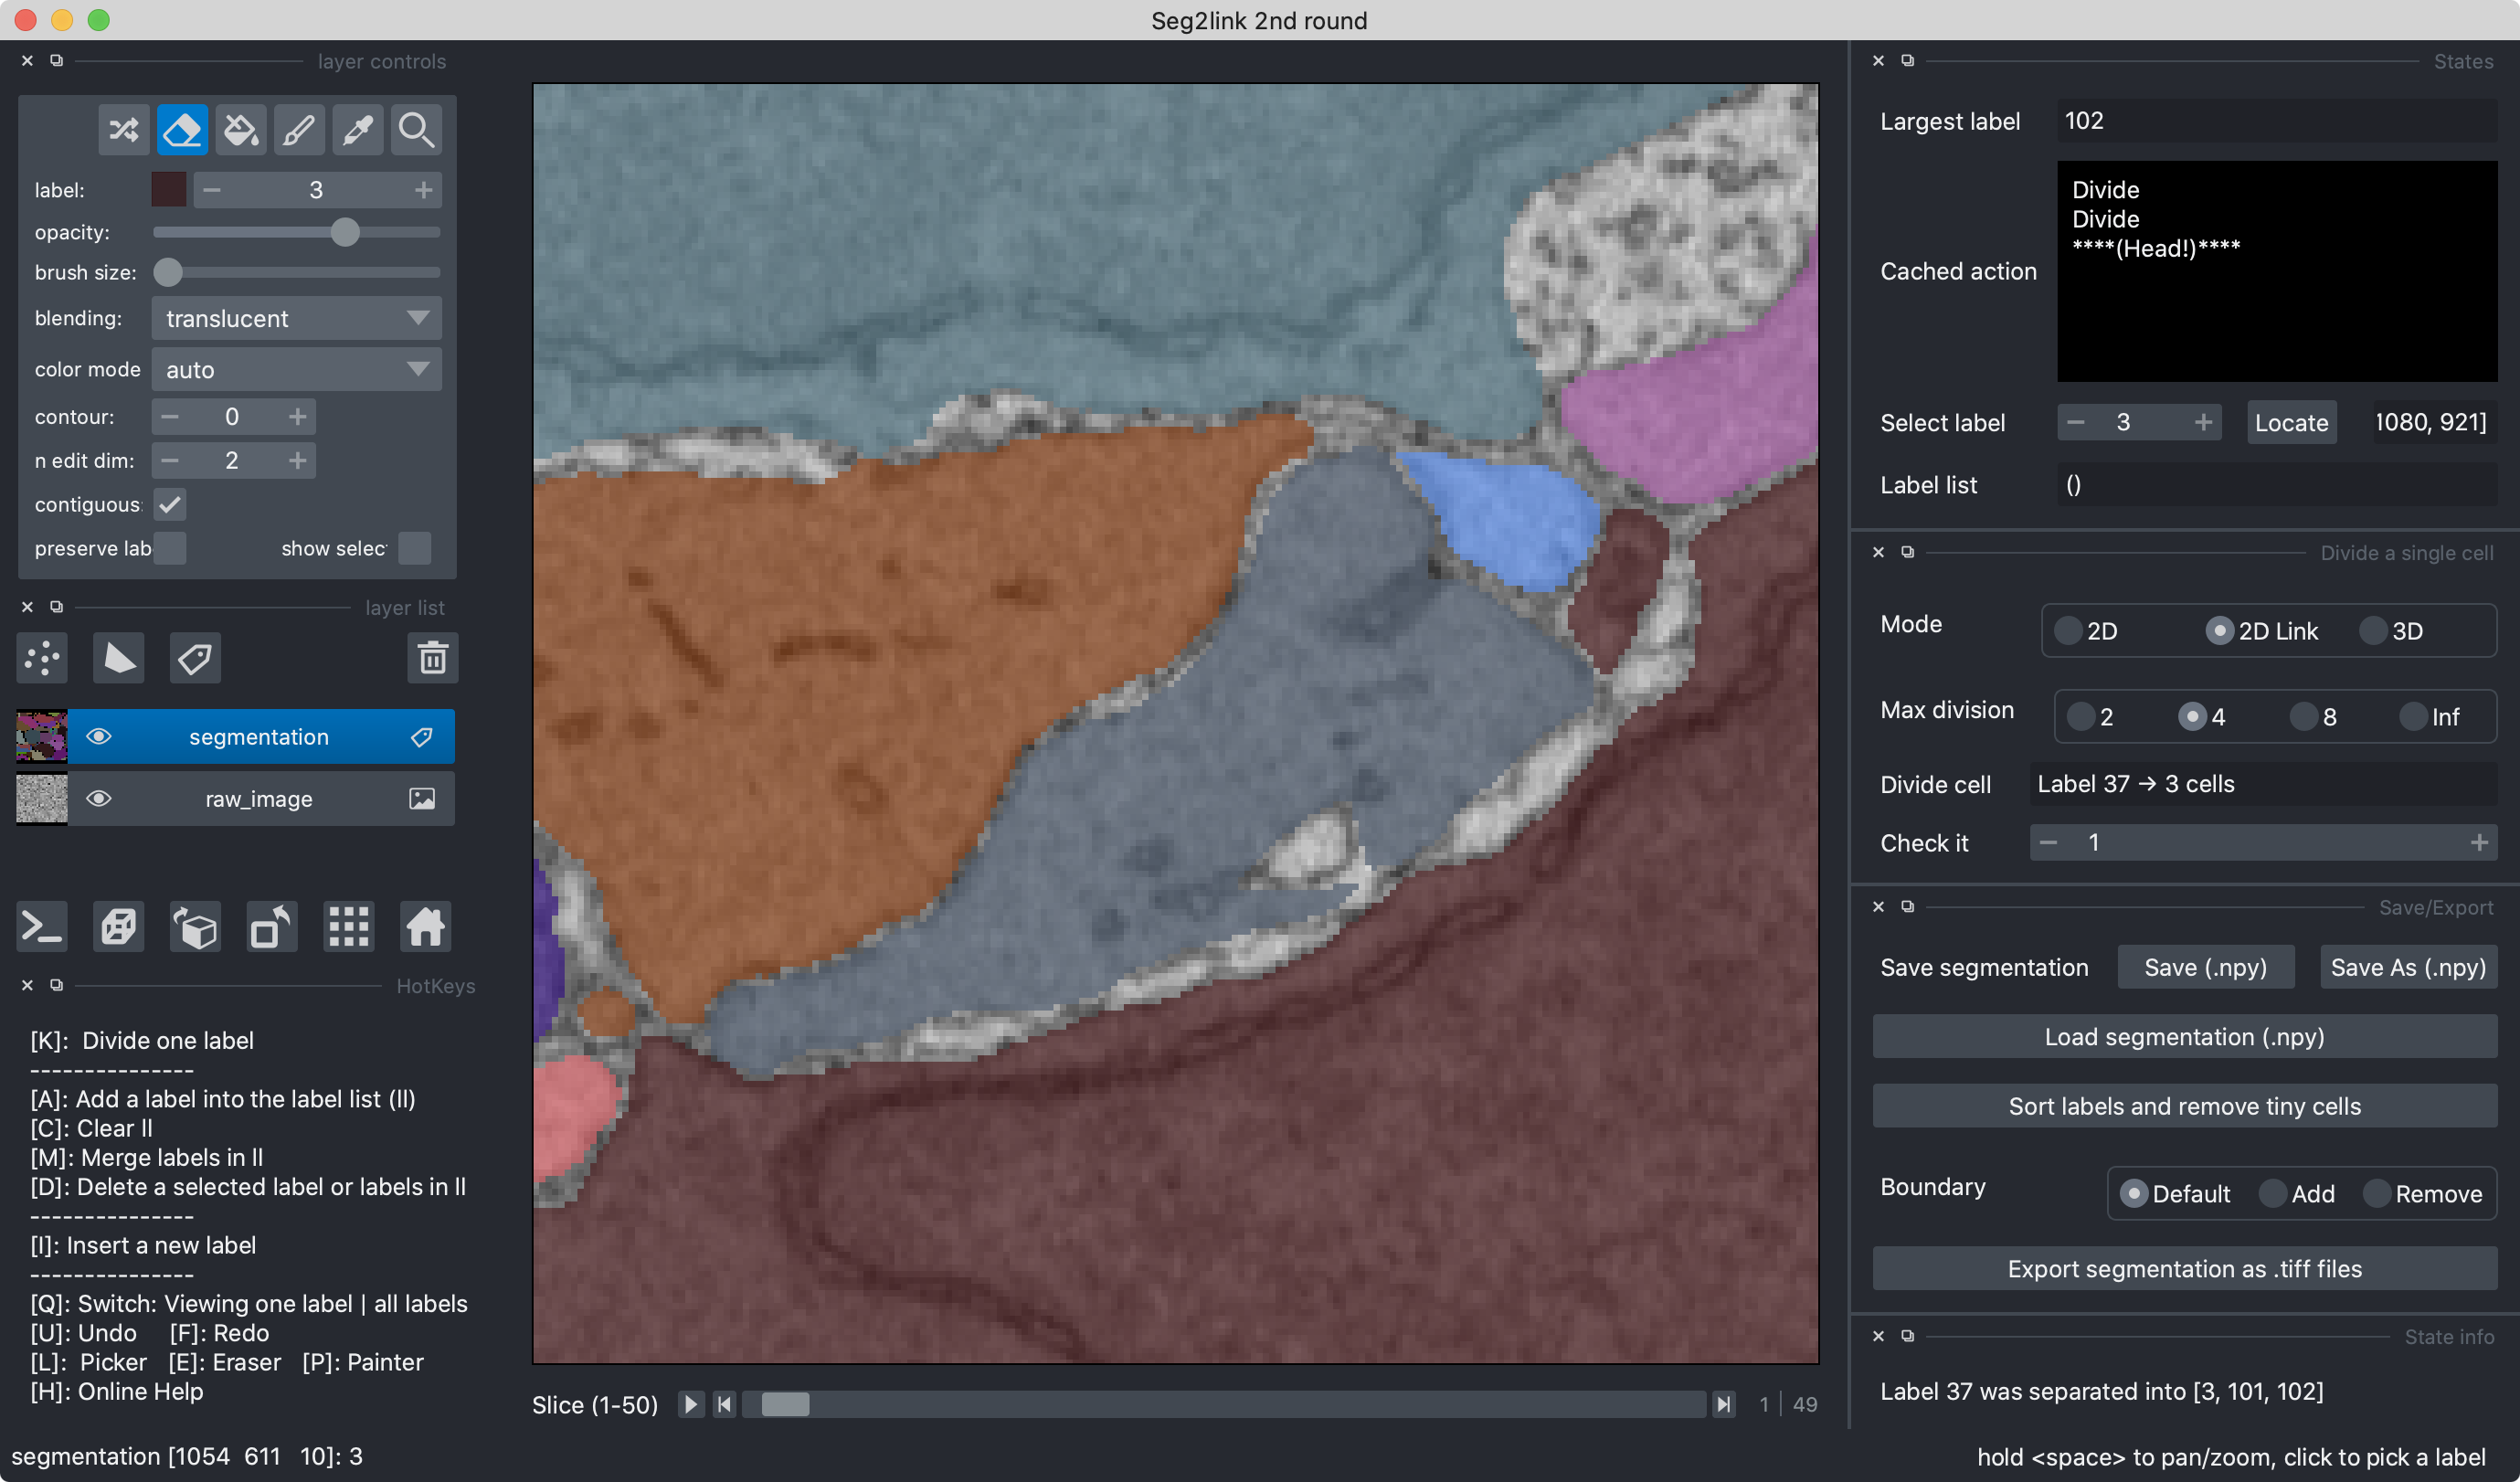 Seg2link 2nd round
layer controls
label:
3
opacity:
brush size:
blending:
translucent
color mode
auto
contour:
0
n edit dim:
2
contiguous:
preserve lab
show selec
layer list
segmentation
raw_image
HotKeys
[K]: Divide one label
---------------
[A]: Add a label into the label list (ll)
[C]: Clear ll
[M]: Merge labels in ll
[D]: Delete a selected label or labels in ll
---------------
[I]: Insert a new label
---------------
[Q]: Switch: Viewing one label | all labels
[U]: Undo [F]: Redo
[L]: Picker [E]: Eraser [P]: Painter
[H]: Online Help
segmentation [1054 611 10]: 3
Slice (1-50)
1 | 49
States
Largest label
102
Cached action
Divide
Divide
****(Head!)****
Select label
3
Locate
1080, 921]
Label list
()
Divide a single cell
Mode
2D
2D Link
3D
Max division
2
4
8
Inf
Divide cell
Label 37 → 3 cells
Check it
1
Save/Export
Save segmentation
Save (.npy)
Save As (.npy)
Load segmentation (.npy)
Sort labels and remove tiny cells
Boundary
Default
Add
Remove
Export segmentation as .tiff files
State info
Label 37 was separated into [3, 101, 102]
hold <space> to pan/zoom, click to pick a label